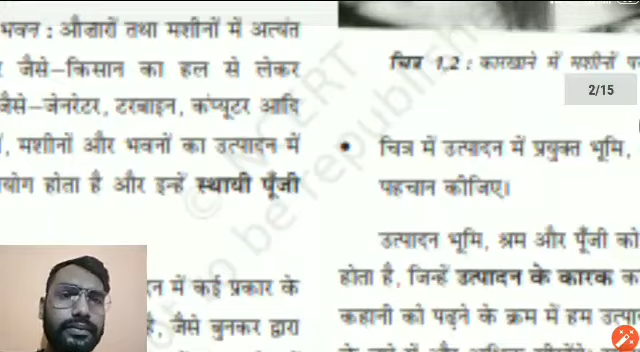 भवन : औज़ारों तथा मशीनों में अत्यंत
जैसे–किसान का हल से लेकर
जैसे–जेनरेटर, टरबाइन, कंप्यूटर आदि
, मशीनों और भवनों का उत्पादन में
होता है और इन्हें स्थायी पूँजी
में कई प्रकार के
, जैसे बुनकर द्वारा
चित्र 1.2 : कारखाने में मशीनों
2/15
• चित्र में उत्पादन में प्रयुक्त भूमि,
पहचान कीजिए।
उत्पादन भूमि, श्रम और पूँजी को
होता है, जिन्हें उत्पादन के कारक
कहानी को पढ़ने के क्रम में हम
© NCERT
not to be republished